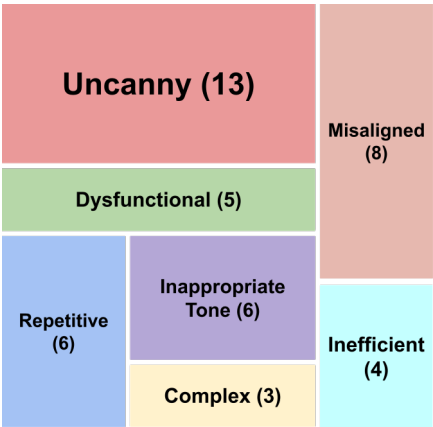 Uncanny (13)
Misaligned
(8)
Dysfunctional (5)
Repetitive
(6)
Inappropriate
Tone (6)
Complex (3)
Inefficient
(4)